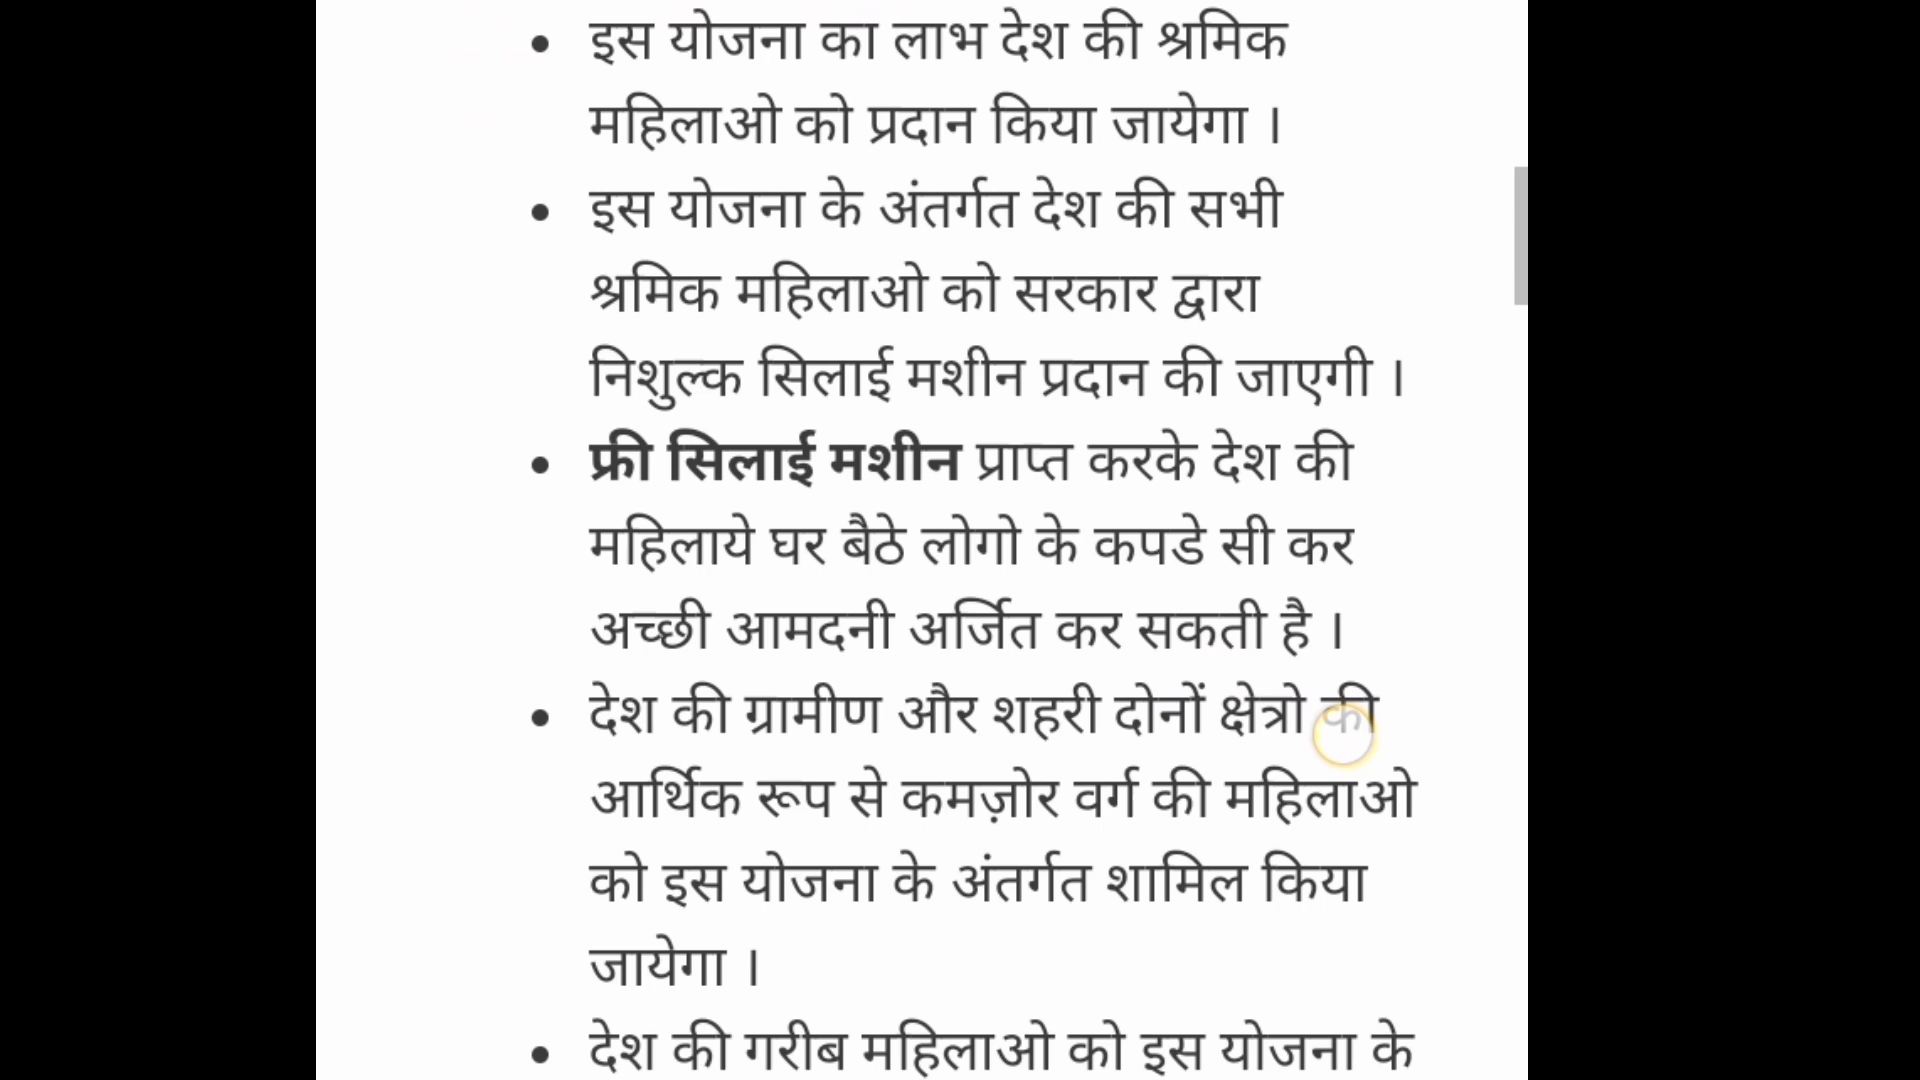 • इस योजना का लाभ देश की श्रमिक
महिलाओ को प्रदान किया जायेगा ।
• इस योजना के अंतर्गत देश की सभी
श्रमिक महिलाओ को सरकार द्वारा
निशुल्क सिलाई मशीन प्रदान की जाएगी ।
• फ्री सिलाई मशीन प्राप्त करके देश की
महिलाये घर बैठे लोगो के कपडे सी कर
अच्छी आमदनी अर्जित कर सकती है ।
• देश की ग्रामीण और शहरी दोनों क्षेत्रो की
आर्थिक रूप से कमज़ोर वर्ग की महिलाओ
को इस योजना के अंतर्गत शामिल किया
जायेगा ।
• देश की गरीब महिलाओ को इस योजना के